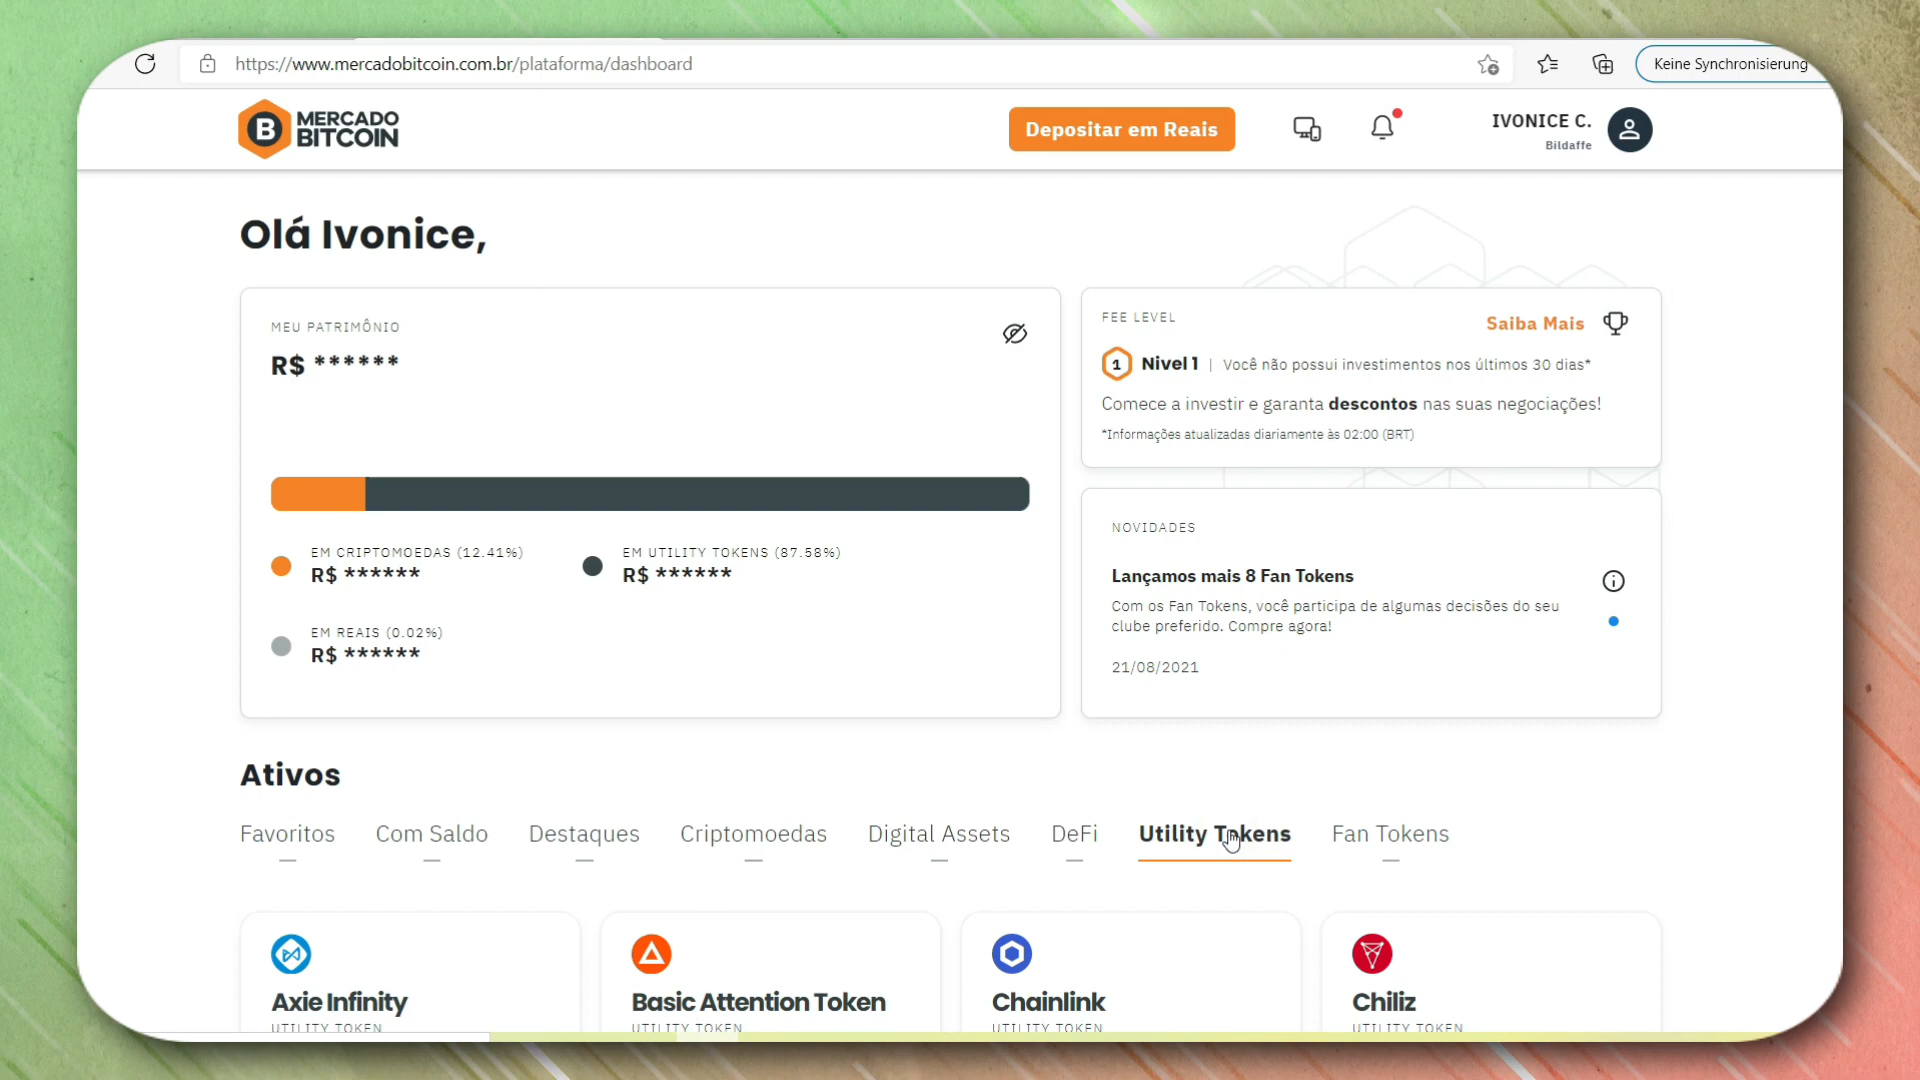 https://www.mercadobitcoin.com.br/plataforma/dashboard
Keine Synchronisierung
MERCADO
BITCOIN
Depositar em Reais
IVONICE C.
Bildaffe
Olá Ivonice,
MEU PATRIMÔNIO
R$ ******
EM CRIPTOMOEDAS (12.41%)
R$ ******
EM UTILITY TOKENS (87.58%)
R$ ******
EM REAIS (0.02%)
R$ ******
FEE LEVEL
Saiba Mais
1 Nivel 1 | Você não possui investimentos nos últimos 30 dias*
Comece a investir e garanta descontos nas suas negociações!
*Informações atualizadas diariamente às 02:00 (BRT)
NOVIDADES
Lançamos mais 8 Fan Tokens
Com os Fan Tokens, você participa de algumas decisões do seu
clube preferido. Compre agora!
21/08/2021
Ativos
Favoritos Com Saldo Destaques Criptomoedas Digital Assets DeFi Utility Tokens Fan Tokens
Axie Infinity
UTILITY TOKEN
Basic Attention Token
UTILITY TOKEN
Chainlink
UTILITY TOKEN
Chiliz
UTILITY TOKEN